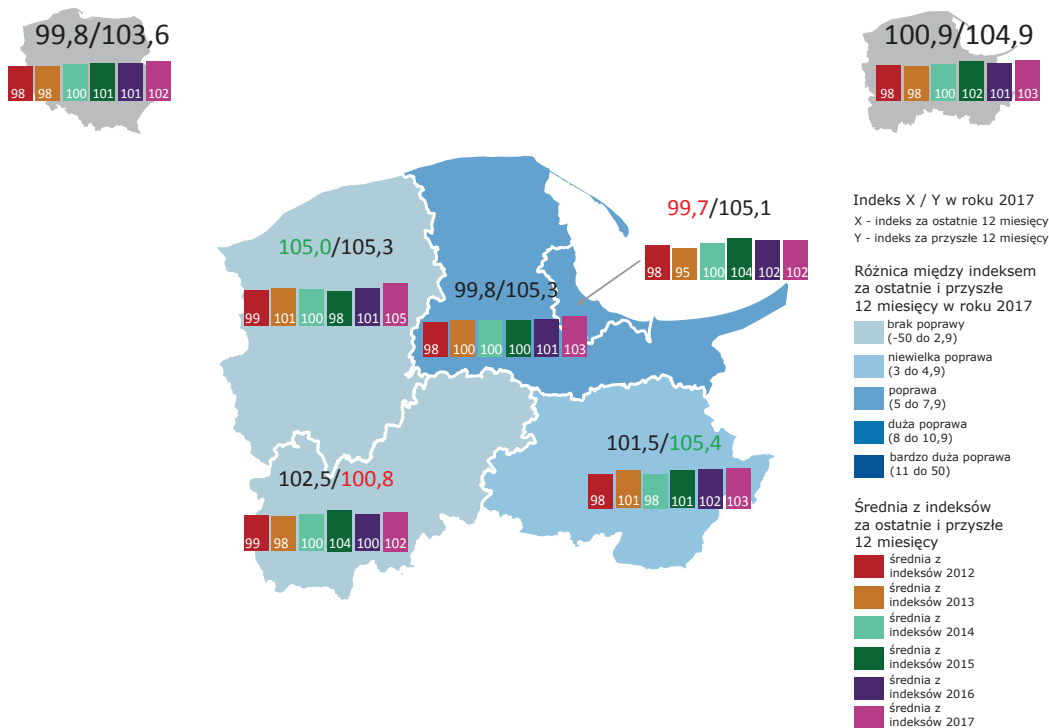 99,8/103,6
98 98 100 101 101 102
100,9/104,9
98 98 100 102 101 103
99,7/105,1
98 95 100 104 102 102
105,0/105,3
99 101 100 98 101 105
99,8/105,3
98 100 100 100 101 103
101,5/105,4
98 101 98 101 102 103
102,5/100,8
99 98 100 104 100 102
Indeks X / Y w roku 2017
X - indeks za ostatnie 12 miesięcy
Y - indeks za przyszłe 12 miesięcy
Różnica między indeksem
za ostatnie i przyszłe
12 miesięcy w roku 2017
brak poprawy
(-50 do 2,9)
niewielka poprawa
(3 do 4,9)
poprawa
(5 do 7,9)
duża poprawa
(8 do 10,9)
bardzo duża poprawa
(11 do 50)
Średnia z indeksów
za ostatnie i przyszłe
12 miesięcy
średnia z
indeksów 2012
średnia z
indeksów 2013
średnia z
indeksów 2014
średnia z
indeksów 2015
średnia z
indeksów 2016
średnia z
indeksów 2017